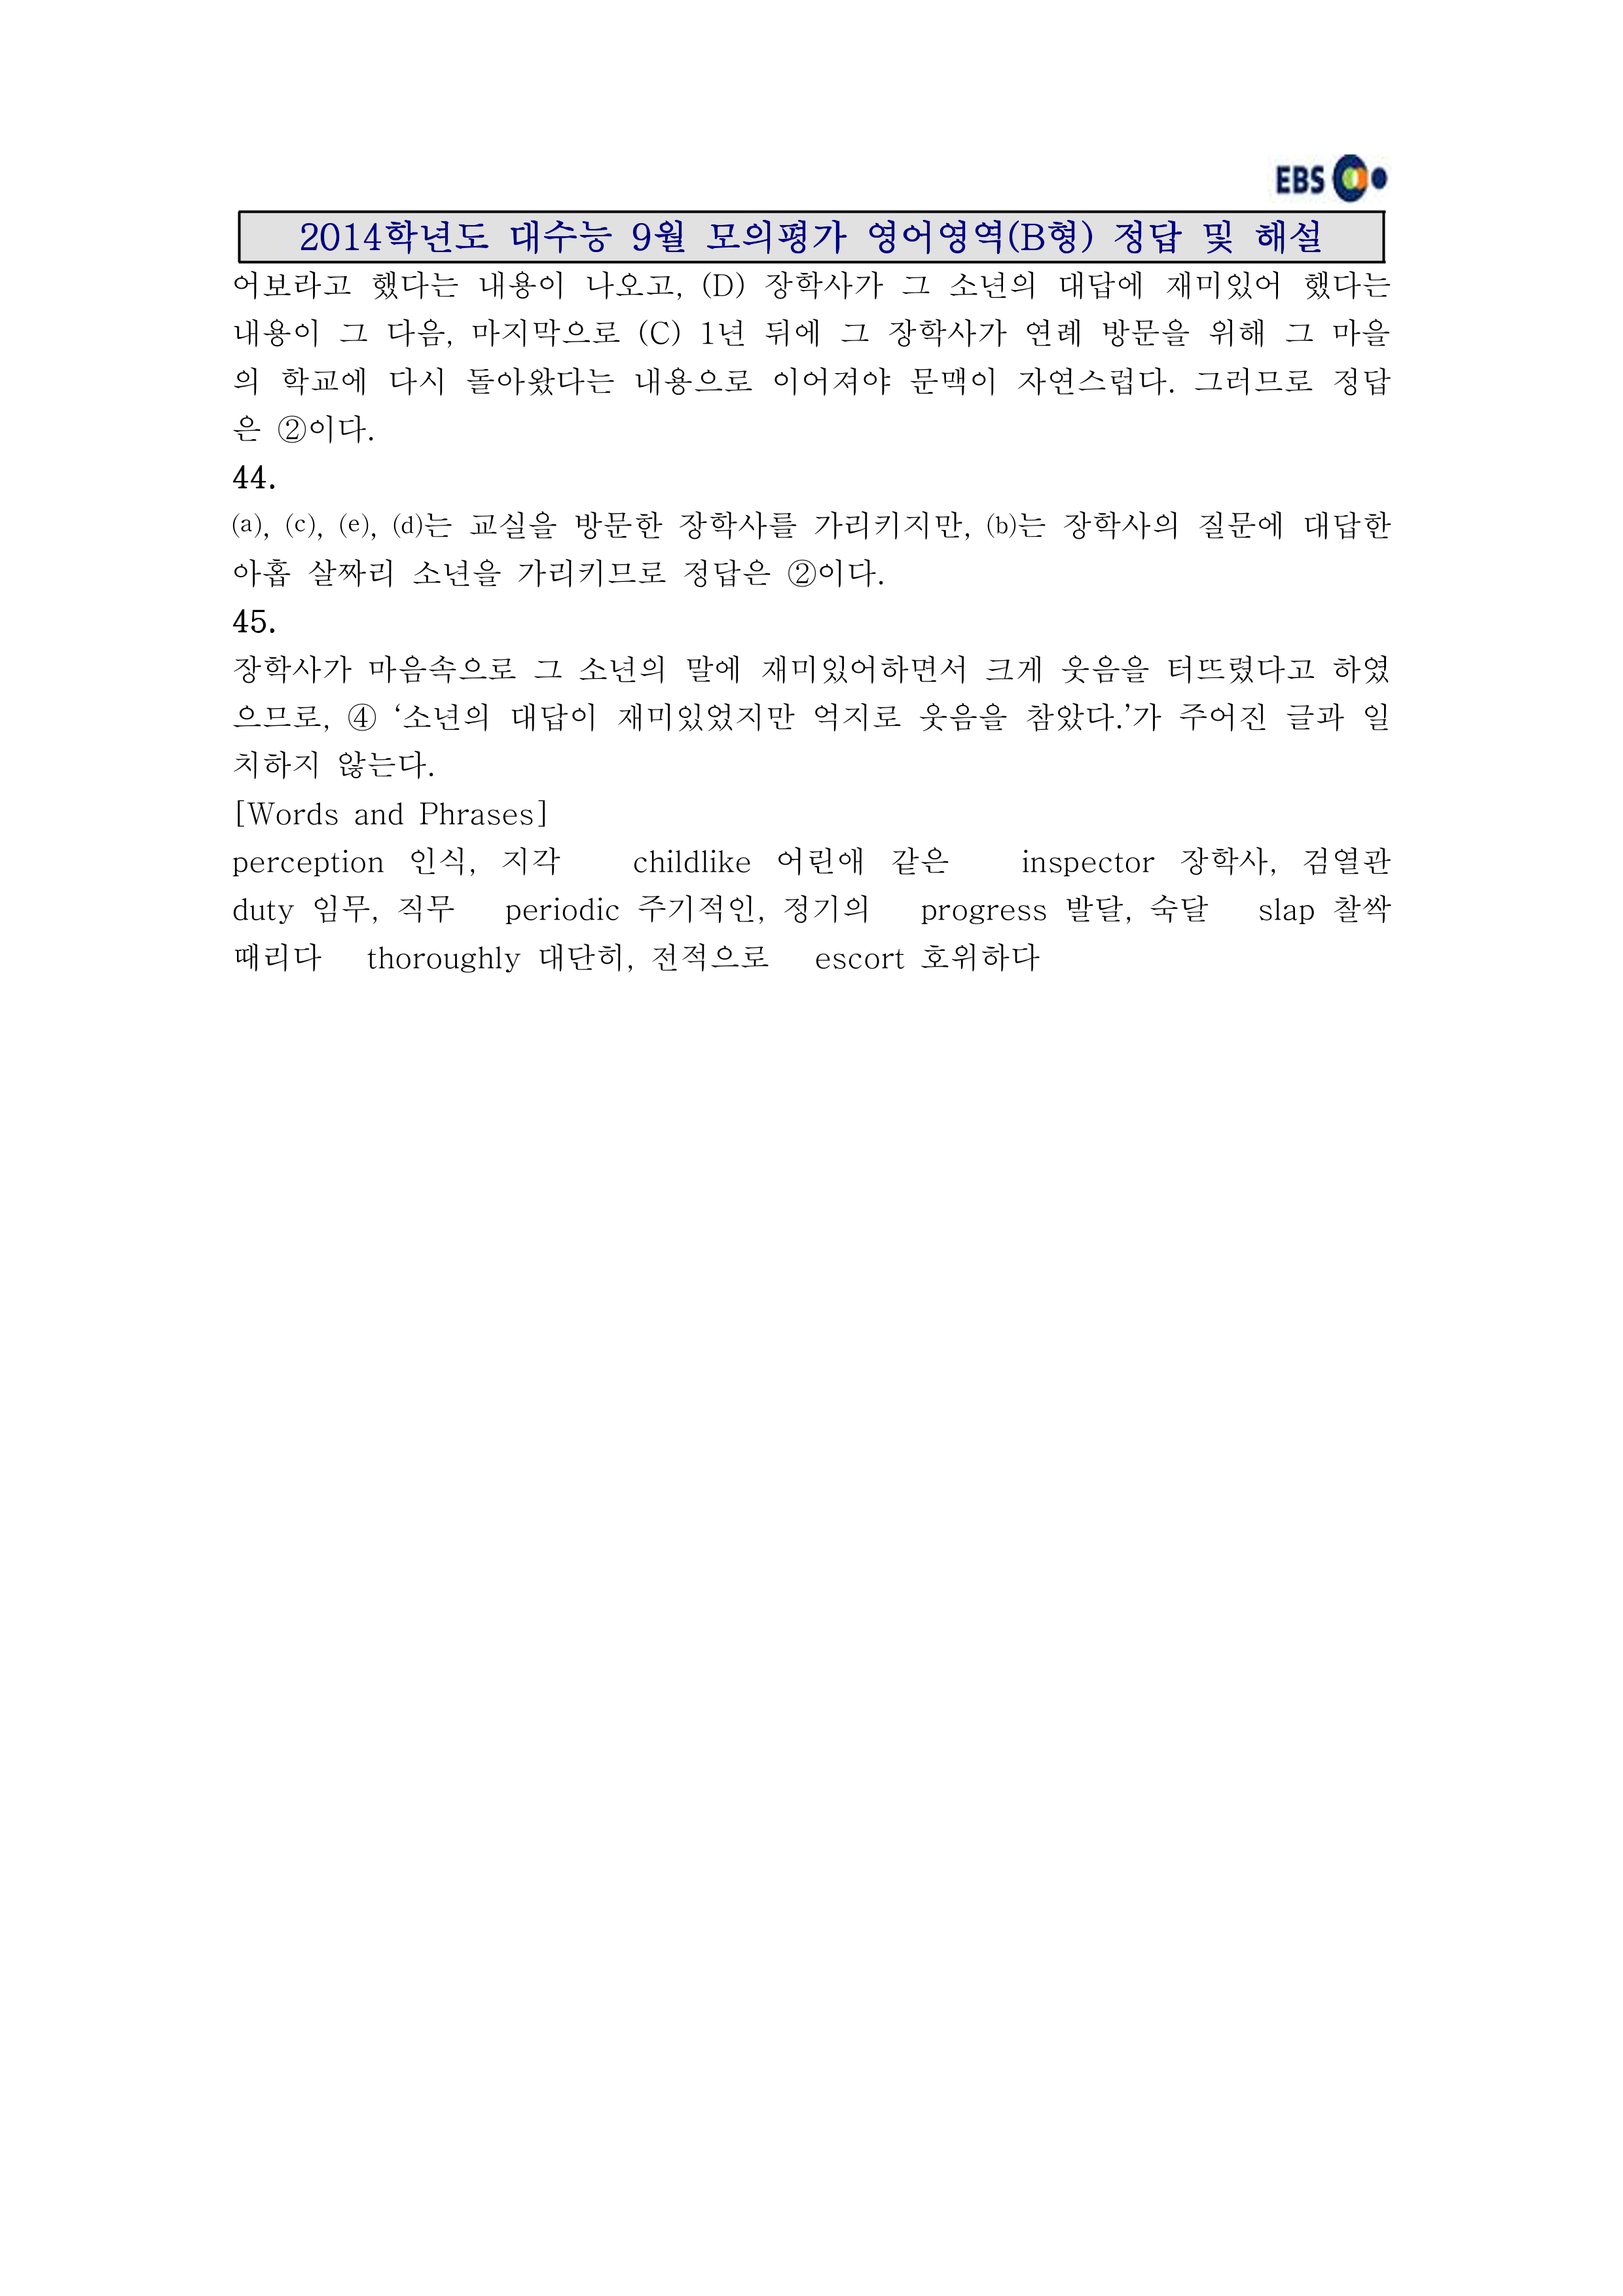 EBS
2014학년도 대수능 9월 모의평가 영어영역(B형) 정답 및 해설
어보라고 했다는 내용이 나오고, (D) 장학사가 그 소년의 대답에 재미있어 했다는
내용이 그 다음, 마지막으로 (C) 1년 뒤에 그 장학사가 연례 방문을 위해 그 마을
의 학교에 다시 돌아왔다는 내용으로 이어져야 문맥이 자연스럽다. 그러므로 정답
은 ②이다.
44.
(a), (c), (e), (d)는 교실을 방문한 장학사를 가리키지만, (b)는 장학사의 질문에 대답한
아홉 살짜리 소년을 가리키므로 정답은 ②이다.
45.
장학사가 마음속으로 그 소년의 말에 재미있어하면서 크게 웃음을 터뜨렸다고 하였
으므로, ④ ‘소년의 대답이 재미있었지만 억지로 웃음을 참았다.’가 주어진 글과 일
치하지 않는다.
[Words and Phrases]
perception 인식, 지각 childlike 어린애 같은 inspector 장학사, 검열관
duty 임무, 직무 periodic 주기적인, 정기의 progress 발달, 숙달 slap 찰싹
때리다 thoroughly 대단히, 전적으로 escort 호위하다